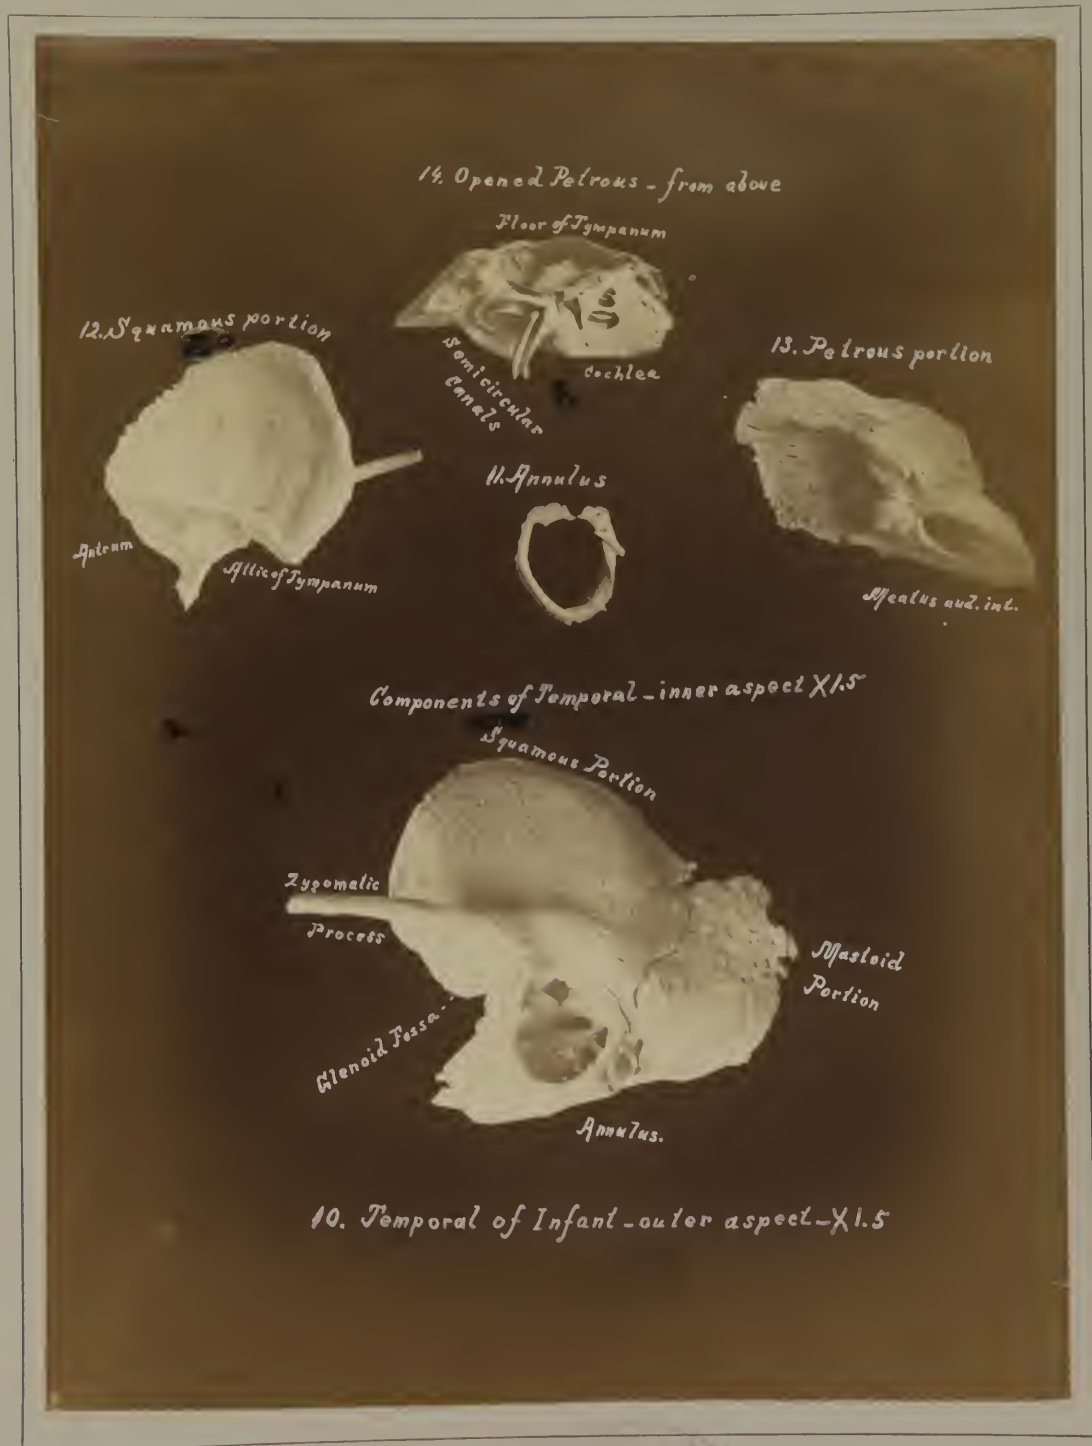 14. Opened Petrous - from above
Floor of Tympanum
12. Squamous portion
S
13. Petrous portion
Semicircular
Canals
Cochlea
11. Annulus
Antrum
Attic of Tympanum
Meatus aud. int.
Components of Temporal - inner aspect X1.5
Squamous Portion
Zygomatic
Process
Mastoid
Portion
Glenoid Fossa
Annulus.
10. Temporal of Infant - outer aspect - X1.5